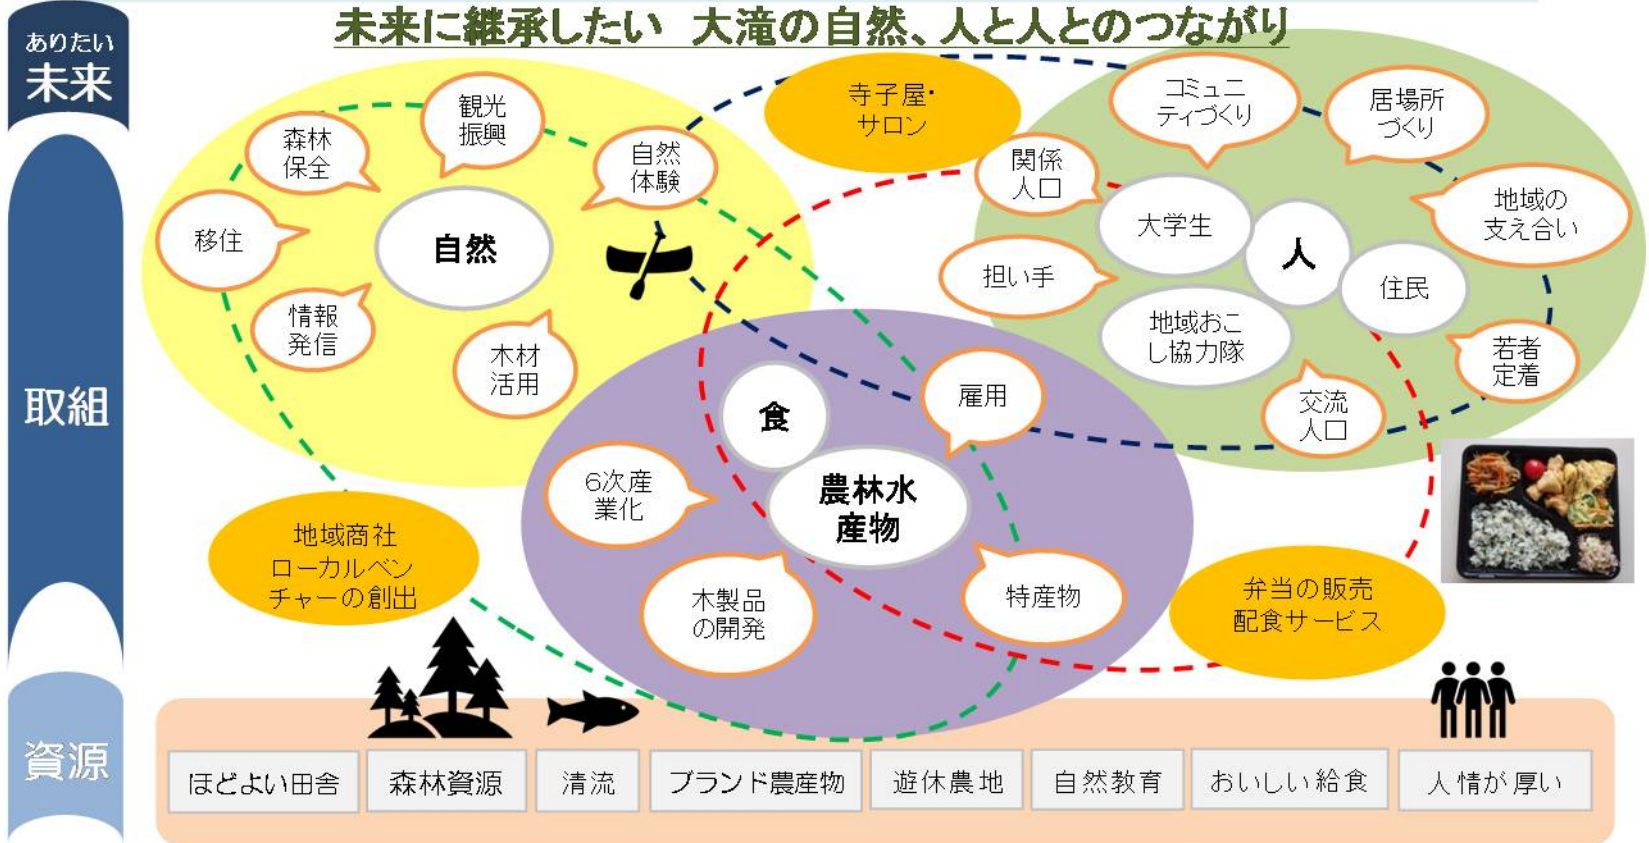 未来に継承したい 大滝の自然、人と人とのつながり
ありたい
未来
取組
資源
観光
振興
森林
保全
自然
体験
移住
自然
情報
発信
木材
活用
寺子屋・
サロン
コミュニ
ティづくり
居場所
づくり
関係
人口
大学生
人
地域の
支え合い
担い手
住民
地域おこ
し協力隊
若者
定着
交流
人口
食
雇用
6次産
業化
農林水
産物
木製品
の開発
特産物
地域商社
ローカルベン
チャーの創出
弁当の販売
配食サービス
ほどよい田舎
森林資源
清流
ブランド農産物
遊休農地
自然教育
おいしい給食
人情が厚い